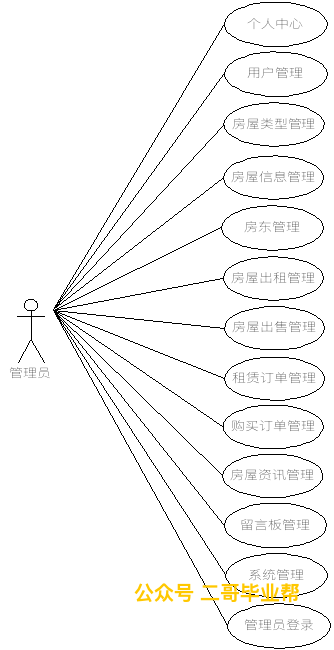 个人中心
用户管理
房屋类型管理
房屋信息管理
房东管理
房屋出租管理
房屋出售管理
管理员
租赁订单管理
购买订单管理
房屋资讯管理
留言板管理
系统管理
公众号 二哥毕业帮
管理员登录